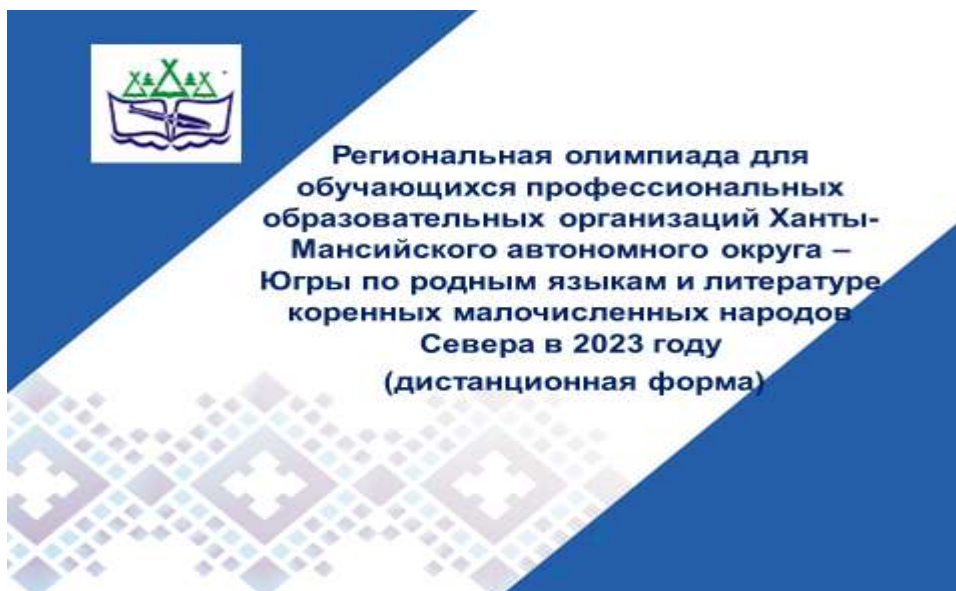 Региональная олимпиада для
обучающихся профессиональных
образовательных организаций Ханты-
Мансийского автономного округа –
Югры по родным языкам и литературе
коренных малочисленных народов
Севера в 2023 году
(дистанционная форма)